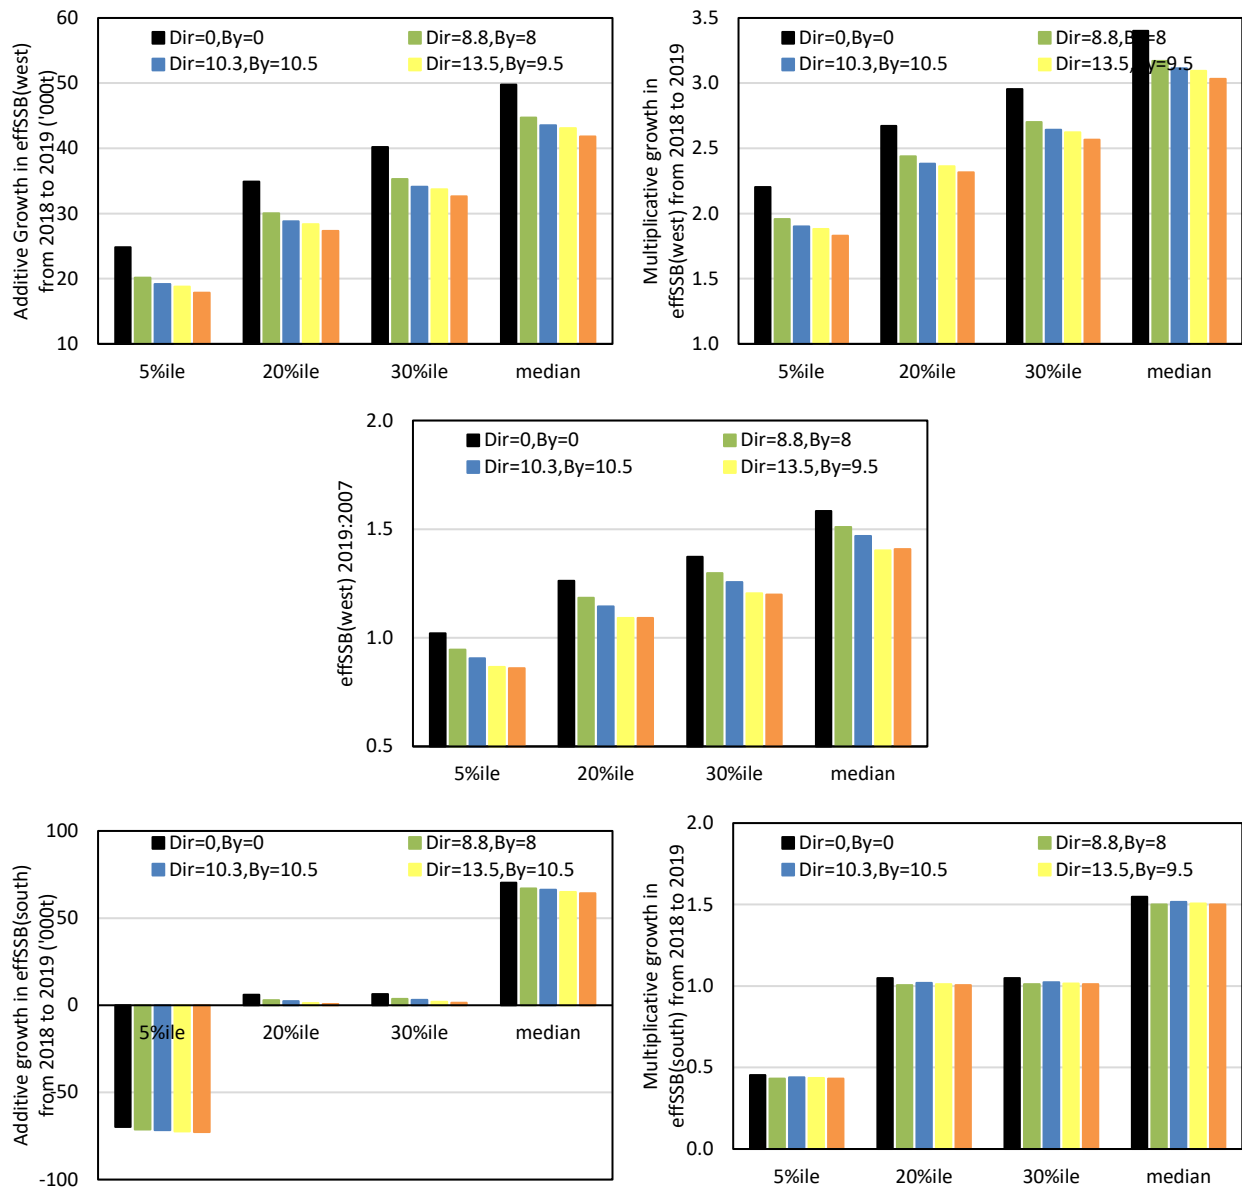 60
50
40
30
20
10
Additive Growth in effSSB(west)
from 2018 to 2019 ('000t)
Dir=0,By=0
Dir=8.8,By=8
Dir=10.3,By=10.5
Dir=13.5,By=9.5
5%ile
20%ile
30%ile
median
3.5
3.0
2.5
2.0
1.5
1.0
Multiplicative growth in
effSSB(west) from 2018 to 2019
Dir=0,By=0
Dir=8.8,By=8
Dir=10.3,By=10.5
Dir=13.5,By=9.5
5%ile
20%ile
30%ile
median
2.0
1.5
1.0
0.5
effSSB(west) 2019:2007
Dir=0,By=0
Dir=8.8,By=8
Dir=10.3,By=10.5
Dir=13.5,By=9.5
5%ile
20%ile
30%ile
median
100
50
0
-50
-100
Additive growth in effSSB(south)
from 2018 to 2019 ('000t)
Dir=0,By=0
Dir=8.8,By=8
Dir=10.3,By=10.5
Dir=13.5,By=10.5
5%ile
20%ile
30%ile
median
2.0
1.5
1.0
0.5
0.0
Multiplicative growth in
effSSB(south) from 2018 to 2019
Dir=0,By=0
Dir=8.8,By=8
Dir=10.3,By=10.5
Dir=13.5,By=9.5
5%ile
20%ile
30%ile
median